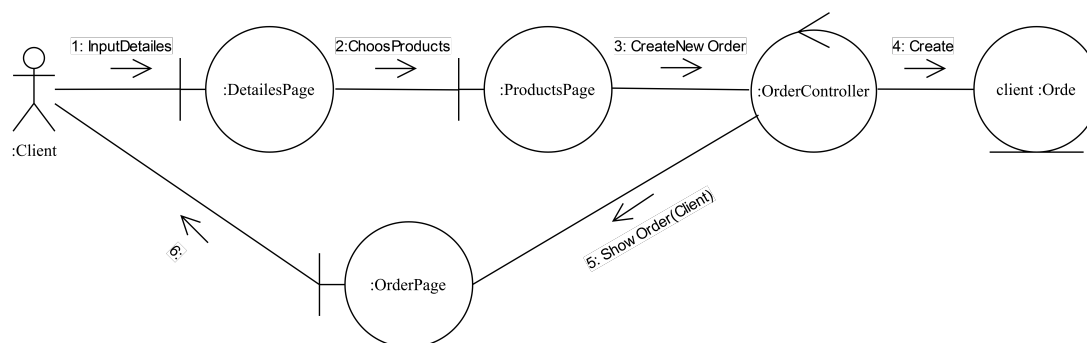 1: InputDetailes
2:ChoosProducts
3: CreateNew Order
4: Create
:DetailesPage
:ProductsPage
:OrderController
client :Orde
:Client
5: Show Order(Client)
6:
:OrderPage